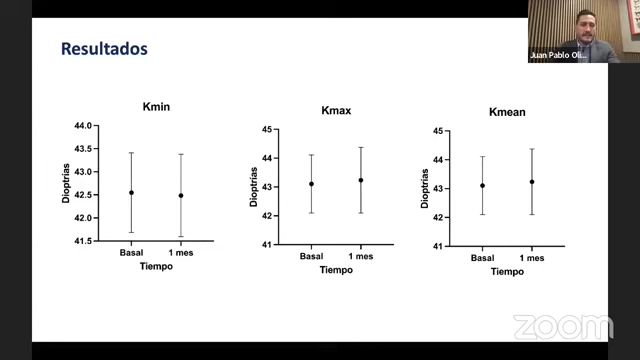 Resultados
Juan Pablo Oli...
Kmin
44.0
43.5
43.0
42.5
42.0
41.5
Dioptrías
Basal
1 mes
Tiempo
Kmax
45
44
43
42
41
Dioptrías
Basal
1 mes
Tiempo
Kmean
45
44
43
42
41
Dioptrías
Basal
1 mes
Tiempo
zoom